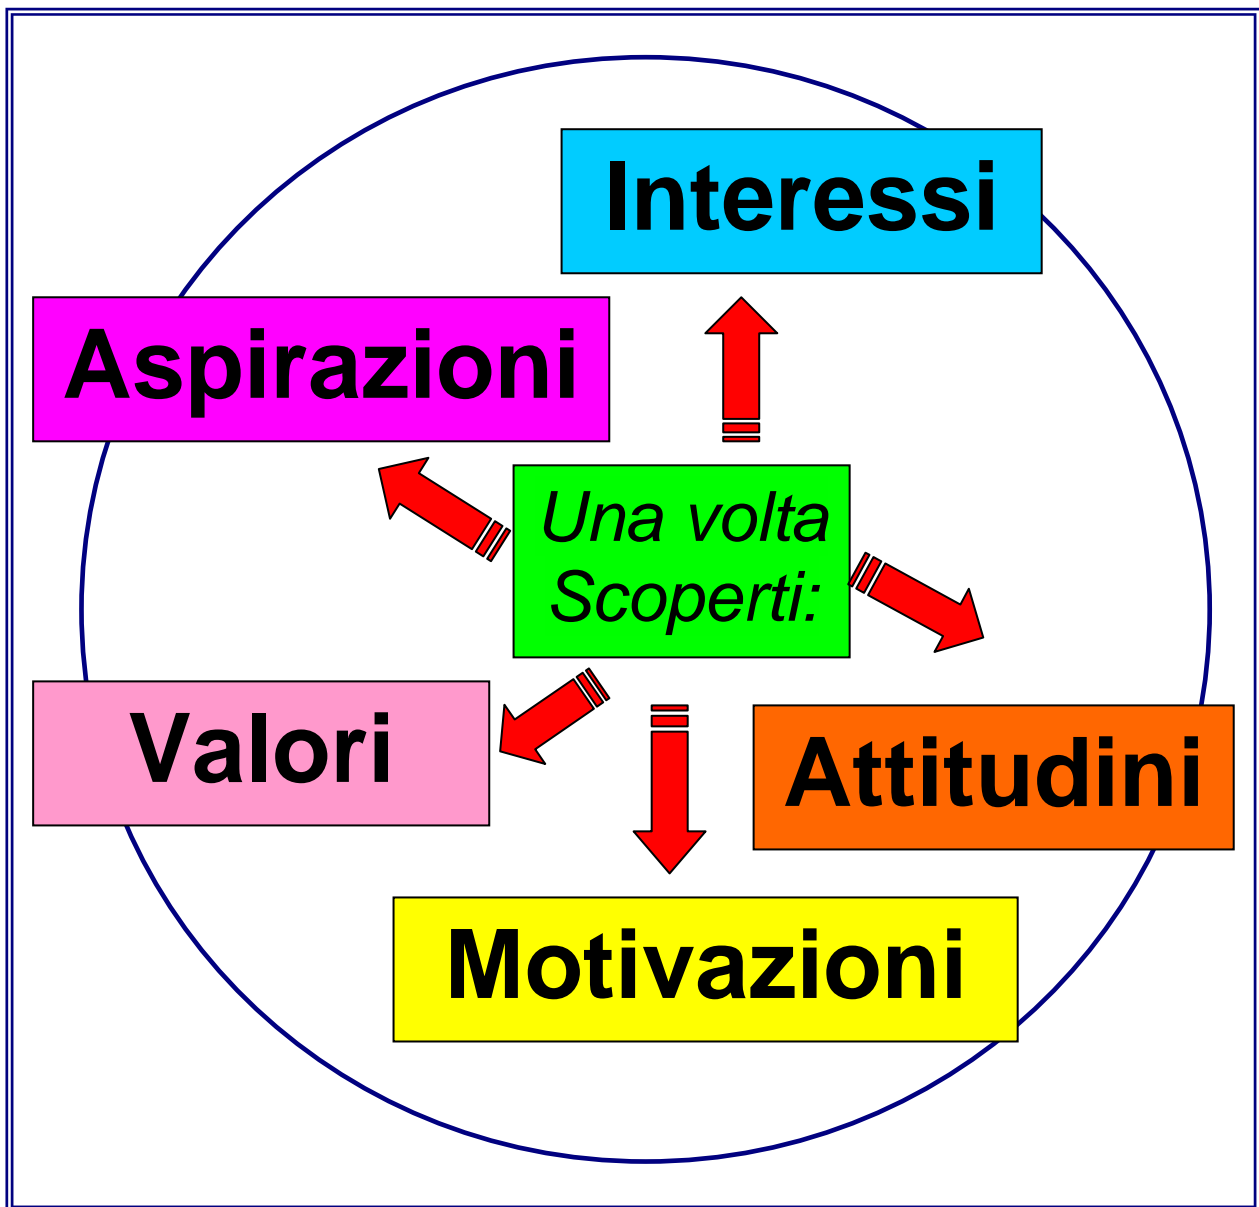 Interessi
Aspirazioni
Una volta
Scoperti:
Valori
Attitudini
Motivazioni